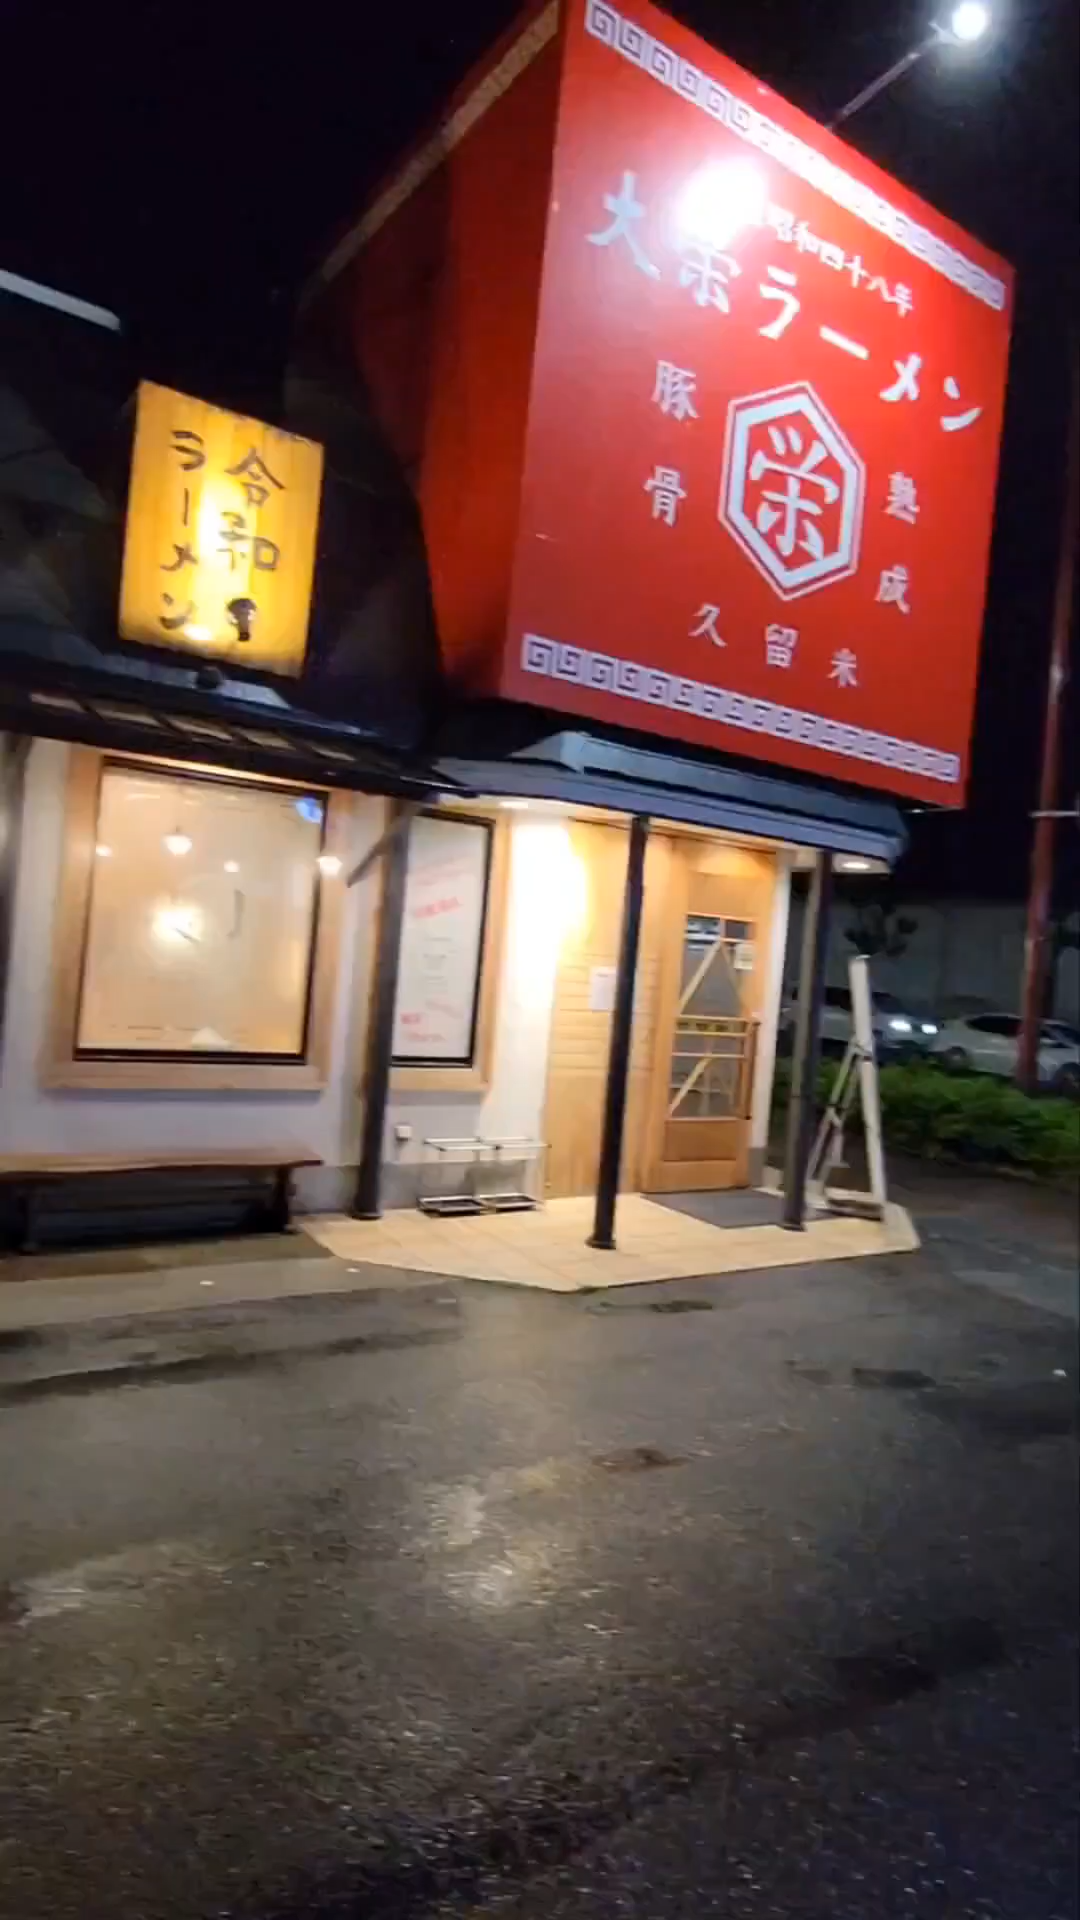 昭和四十八年
大栄ラーメン
豚骨
栄
熟成
久留米
令和
ラーメン